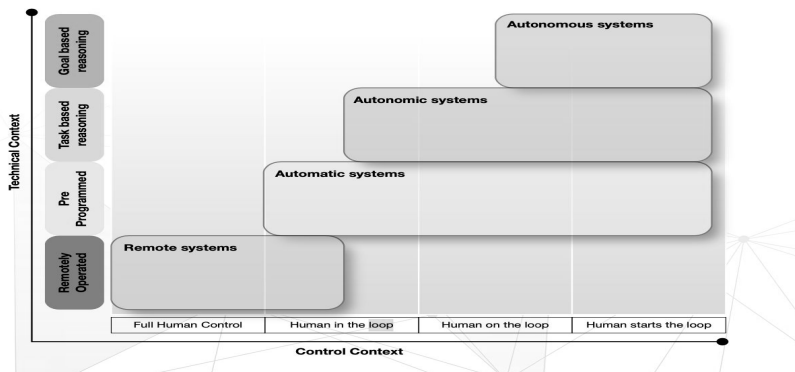 Technical Context
Goal based
reasoning
Autonomous systems
Task based
reasoning
Autonomic systems
Pre
Programmed
Automatic systems
Remotely
Operated
Remote systems
Full Human Control
Human in the loop
Human on the loop
Human starts the loop
Control Context